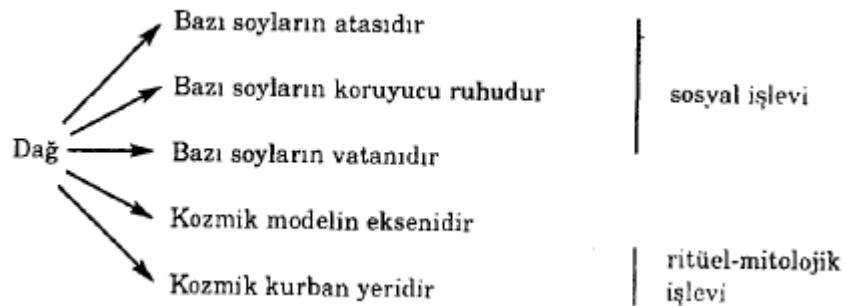 Bazı soyların atasıdır
Bazı soyların koruyucu ruhudur
sosyal işlevi
Dağ
Bazı soyların vatanıdır
Kozmik modelin eksenidir
Kozmik kurban yeridir
ritüel-mitolojik
işlevi